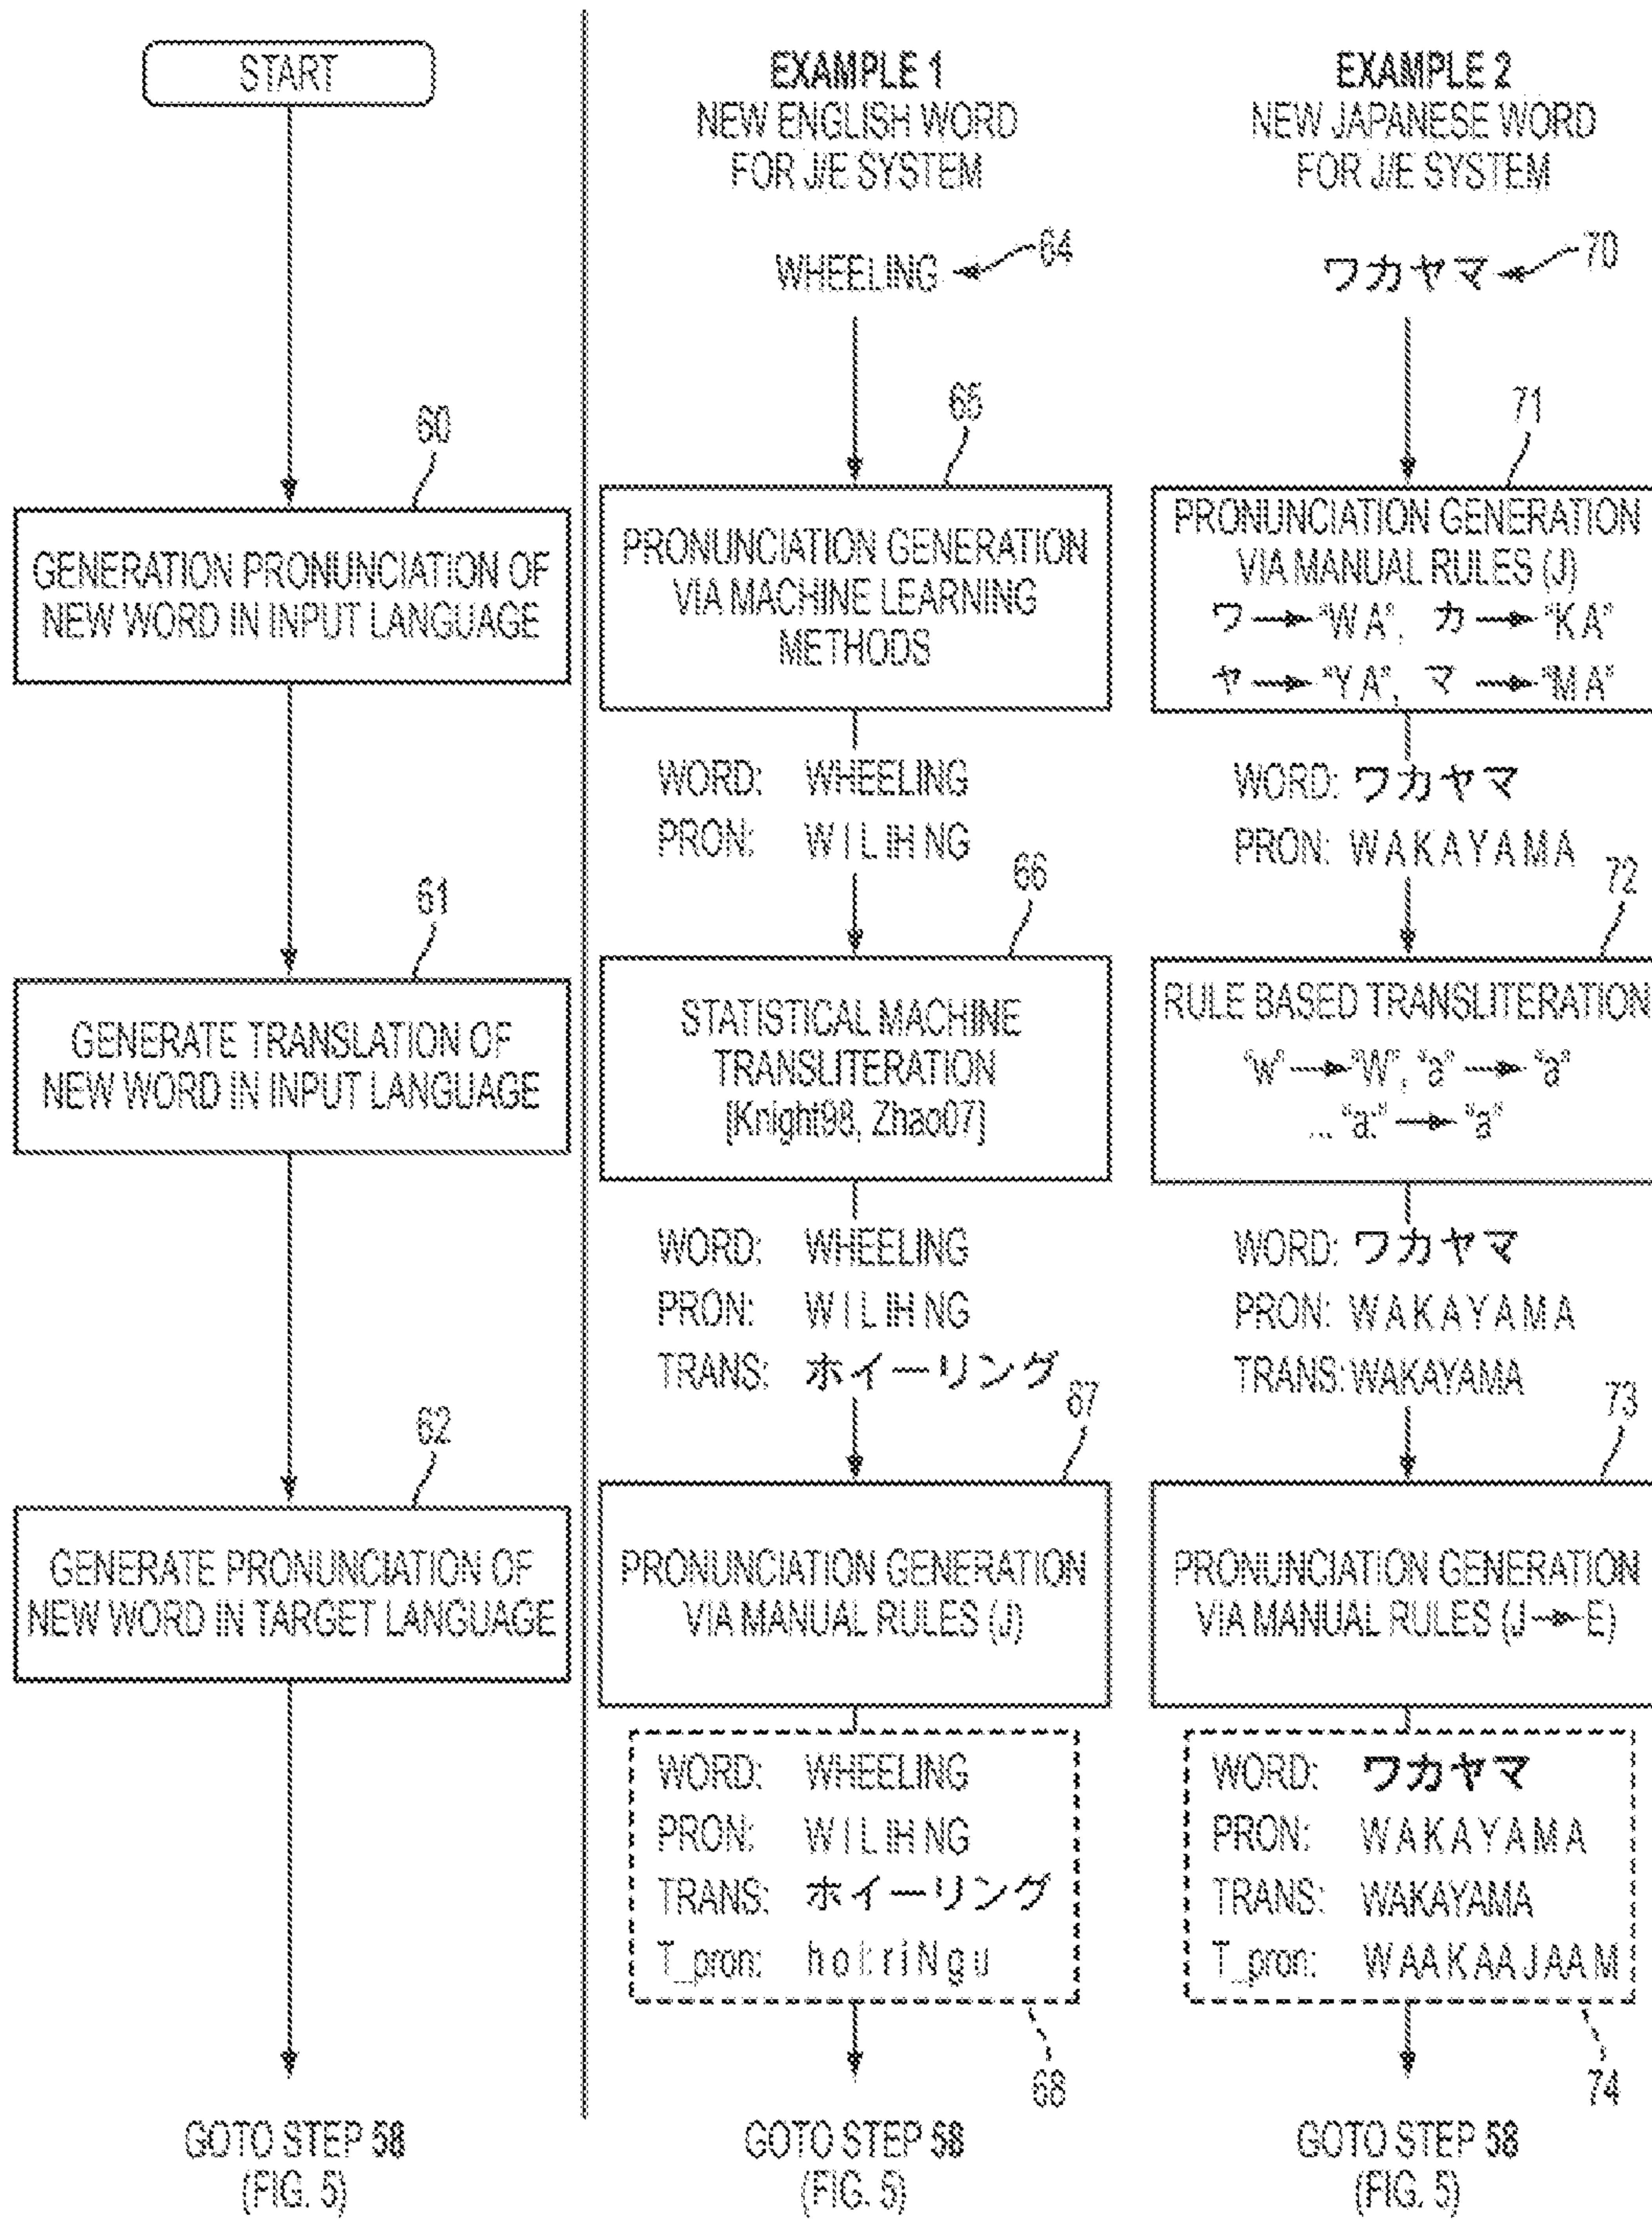 START
60
GENERATION PRONUNCIATION OF
NEW WORD IN INPUT LANGUAGE
61
GENERATE TRANSLATION OF
NEW WORD IN INPUT LANGUAGE
62
GENERATE PRONUNCIATION OF
NEW WORD IN TARGET LANGUAGE
GOTO STEP 58
(FIG. 5)
EXAMPLE 1
NEW ENGLISH WORD
FOR J/E SYSTEM
WHEELING
64
65
PRONUNCIATION GENERATION
VIA MACHINE LEARNING
METHODS
WORD: WHEELING
PRON: W I L IH NG
66
STATISTICAL MACHINE
TRANSLITERATION
[Knight98, Zhao07]
WORD: WHEELING
PRON: W I L IH NG
TRANS: ホイーリング
67
PRONUNCIATION GENERATION
VIA MANUAL RULES (J)
WORD: WHEELING
PRON: W I L IH NG
TRANS: ホイーリング
T_pron: h o i: r i N g u
68
GOTO STEP 58
(FIG. 5)
EXAMPLE 2
NEW JAPANESE WORD
FOR J/E SYSTEM
ワカヤマ
70
71
PRONUNCIATION GENERATION
VIA MANUAL RULES (J)
ワ → "W A", カ → "K A"
ヤ → "Y A", マ → "M A"
WORD: ワカヤマ
PRON: W A K A Y A M A
72
RULE BASED TRANSLITERATION
"w" → "W", "a" → "a"
... "a:" → "a"
WORD: ワカヤマ
PRON: W A K A Y A M A
TRANS: WAKAYAMA
73
PRONUNCIATION GENERATION
VIA MANUAL RULES (J → E)
WORD: ワカヤマ
PRON: W A K A Y A M A
TRANS: WAKAYAMA
T_pron: W AA K AA J AA M
74
GOTO STEP 58
(FIG. 5)